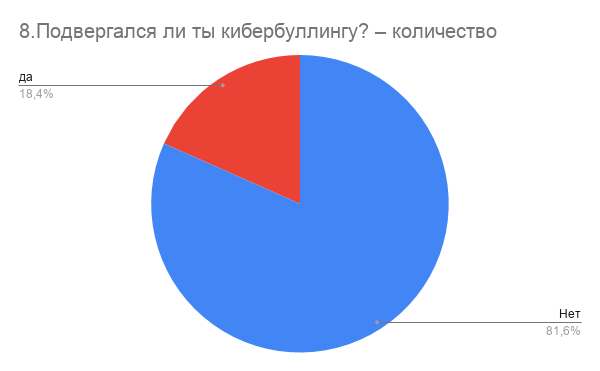 8.Подвергался ли ты кибербуллингу? – количество
да
18,4%
Нет
81,6%